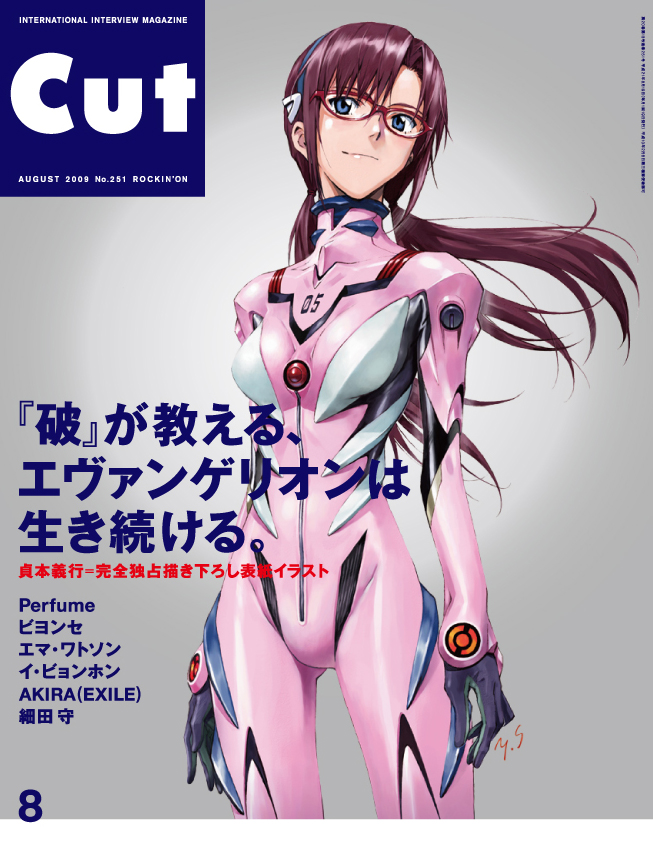 INTERNATIONAL INTERVIEW MAGAZINE
Cut
AUGUST 2009 No.251 ROCKIN'ON
05
『破』が教える、
エヴァンゲリオンは
生き続ける。
貞本義行=完全独占描き下ろし表紙イラスト
Perfume
ビヨンセ
エマ・ワトソン
イ・ビョンホン
AKIRA(EXILE)
細田 守
Y.S
8